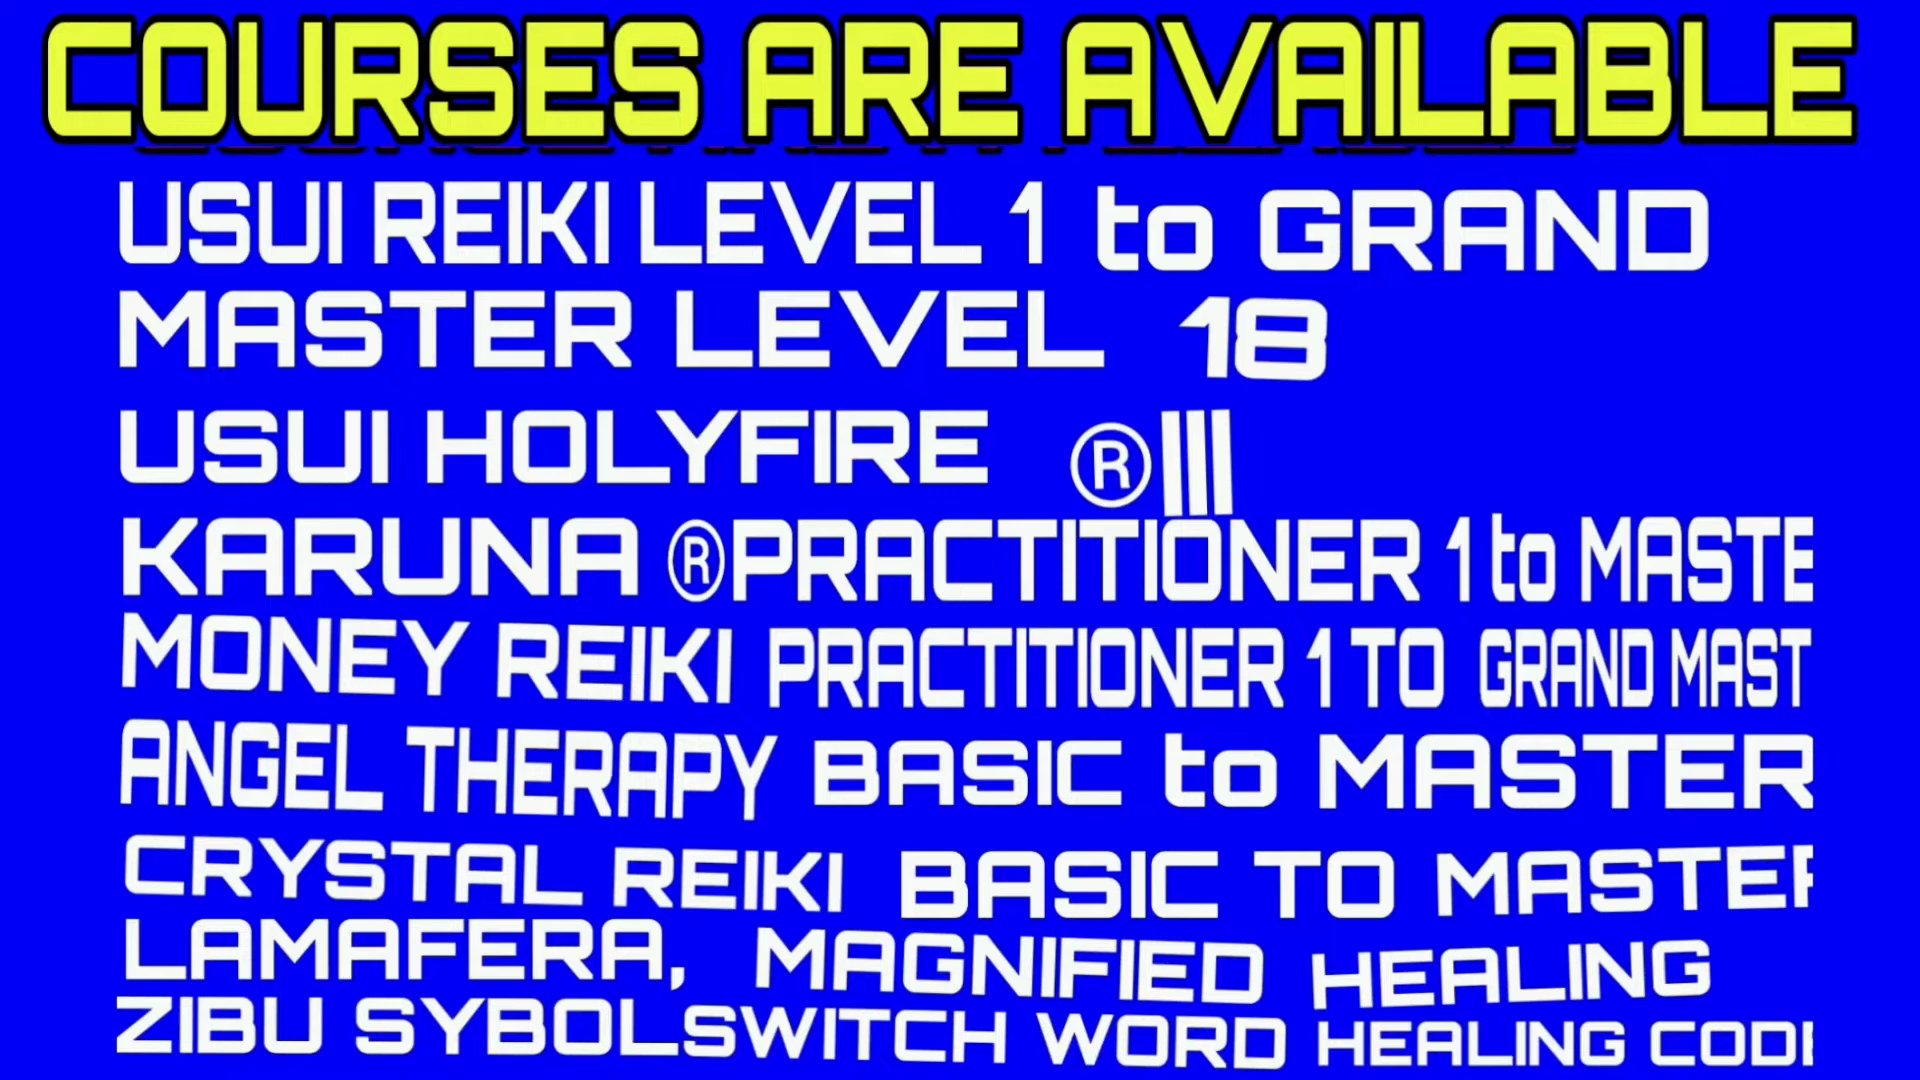 COURSES ARE AVAILABLE
USUI REIKI LEVEL 1 to GRAND
MASTER LEVEL 18
USUI HOLYFIRE ®III
KARUNA ®PRACTITIONER 1 to MASTE
MONEY REIKI PRACTITIONER 1 TO GRAND MAST
ANGEL THERAPY BASIC to MASTER
CRYSTAL REIKI BASIC TO MASTER
LAMAFERA, MAGNIFIED HEALING
ZIBU SYBOLSWITCH WORD HEALING CODE